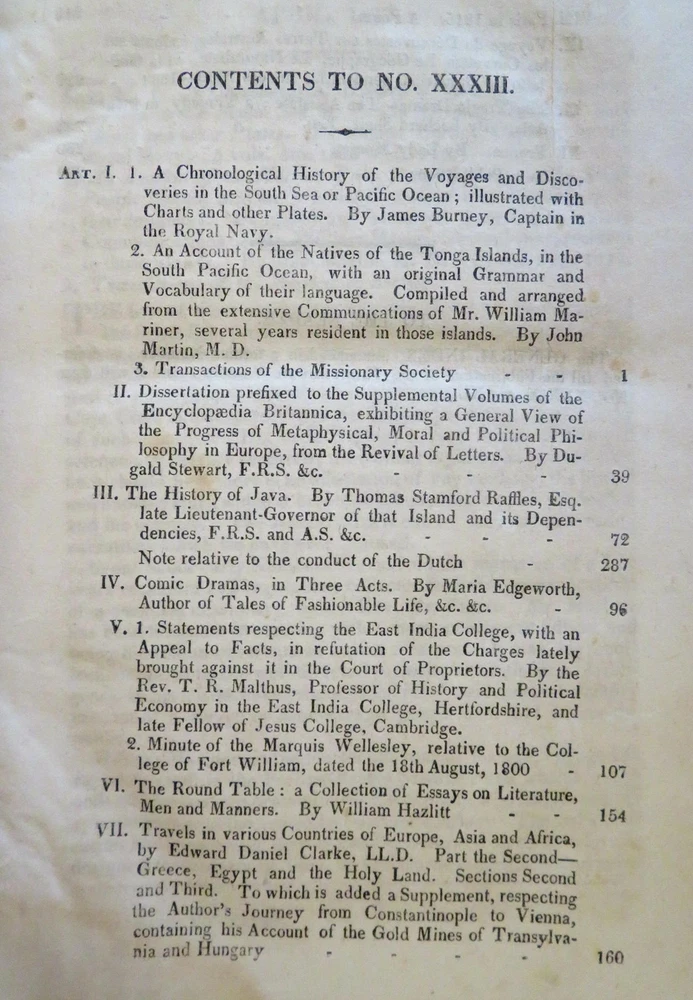 CONTENTS TO NO. XXXIII.
ART. I. 1. A Chronological History of the Voyages and Disco-
veries in the South Sea or Pacific Ocean; illustrated with
Charts and other Plates. By James Burney, Captain in
the Royal Navy.
2. An Account of the Natives of the Tonga Islands, in the
South Pacific Ocean, with an original Grammar and
Vocabulary of their language. Compiled and arranged
from the extensive Communications of Mr. William Ma-
riner, several years resident in those islands. By John
Martin, M. D.
3. Transactions of the Missionary Society - - 1
II. Dissertation prefixed to the Supplemental Volumes of the
Encyclopædia Britannica, exhibiting a General View of
the Progress of Metaphysical, Moral and Political Phi-
losophy in Europe, from the Revival of Letters. By Du-
gald Stewart, F.R.S. &c. - - - 39
III. The History of Java. By Thomas Stamford Raffles, Esq.
late Lieutenant-Governor of that Island and its Depen-
dencies, F.R.S. and A.S. &c. - - - 72
Note relative to the conduct of the Dutch - 287
IV. Comic Dramas, in Three Acts. By Maria Edgeworth,
Author of Tales of Fashionable Life, &c. &c. - 96
V. 1. Statements respecting the East India College, with an
Appeal to Facts, in refutation of the Charges lately
brought against it in the Court of Proprietors. By the
Rev. T. R. Malthus, Professor of History and Political
Economy in the East India College, Hertfordshire, and
late Fellow of Jesus College, Cambridge.
2. Minute of the Marquis Wellesley, relative to the Col-
lege of Fort William, dated the 18th August, 1800 - 107
VI. The Round Table: a Collection of Essays on Literature,
Men and Manners. By William Hazlitt - - 154
VII. Travels in various Countries of Europe, Asia and Africa,
by Edward Daniel Clarke, LL.D. Part the Second—
Greece, Egypt and the Holy Land. Sections Second
and Third. To which is added a Supplement, respecting
the Author's Journey from Constantinople to Vienna,
containing his Account of the Gold Mines of Transylva-
nia and Hungary - - - - 160